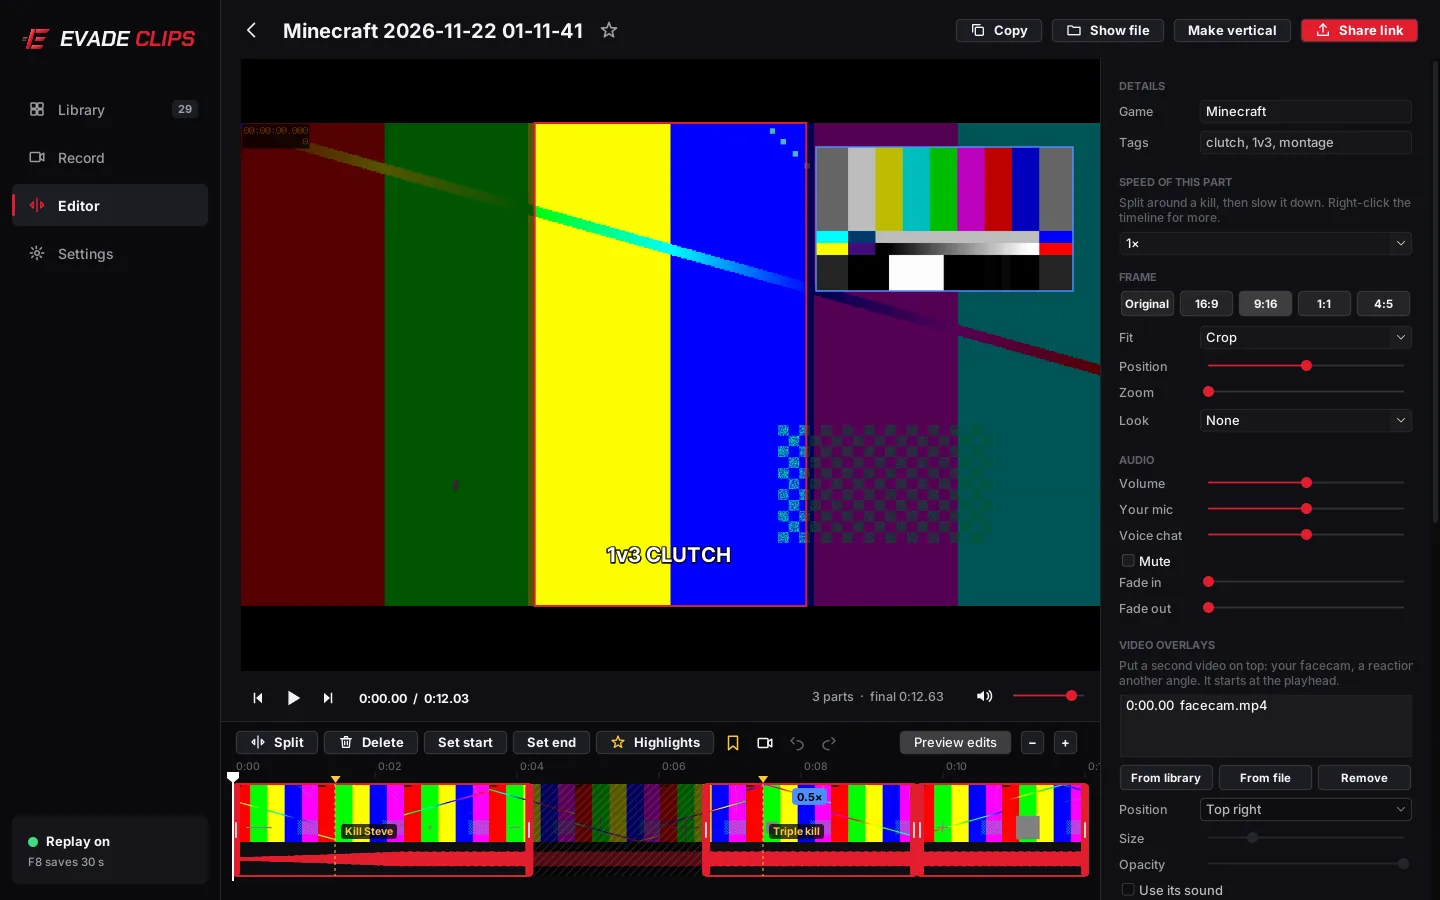 EVADE CLIPS
Library
29
Record
Editor
Settings
Replay on
F8 saves 30 s
Minecraft 2026-11-22 01-11-41
Copy
Show file
Make vertical
Share link
00:00:00.000
0
1v3 CLUTCH
0:00.00 / 0:12.03
3 parts · final 0:12.63
Split
Delete
Set start
Set end
Highlights
Preview edits
−
+
0:00
0:02
0:04
0:06
0:08
0:10
Kill Steve
0.5×
Triple kill
DETAILS
Game
Minecraft
Tags
clutch, 1v3, montage
SPEED OF THIS PART
Split around a kill, then slow it down. Right-click the
timeline for more.
1×
FRAME
Original
16:9
9:16
1:1
4:5
Fit
Crop
Position
Zoom
Look
None
AUDIO
Volume
Your mic
Voice chat
Mute
Fade in
Fade out
VIDEO OVERLAYS
Put a second video on top: your facecam, a reaction
another angle. It starts at the playhead.
0:00.00 facecam.mp4
From library
From file
Remove
Position
Top right
Size
Opacity
Use its sound